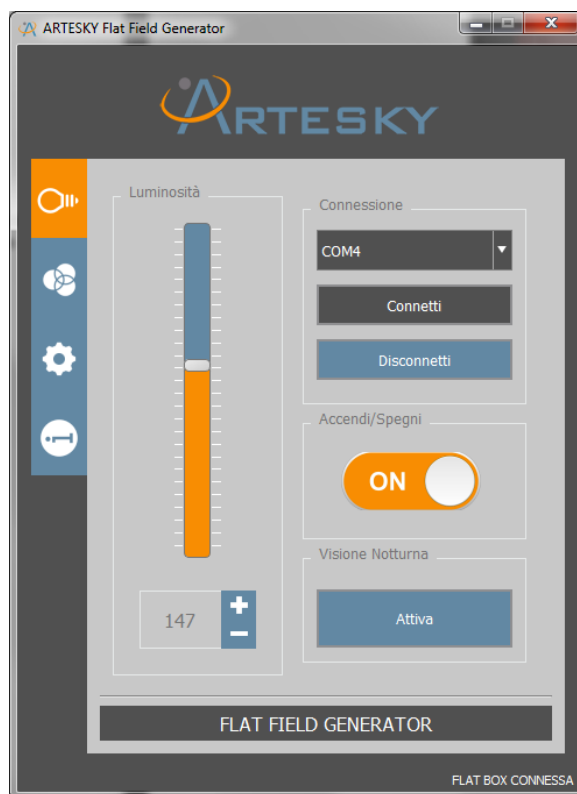 ARTESKY Flat Field Generator
ARTESKY
Luminosità
147
Connessione
COM4
Connetti
Disconnetti
Accendi/Spegni
ON
Visione Notturna
Attiva
FLAT FIELD GENERATOR
FLAT BOX CONNESSA